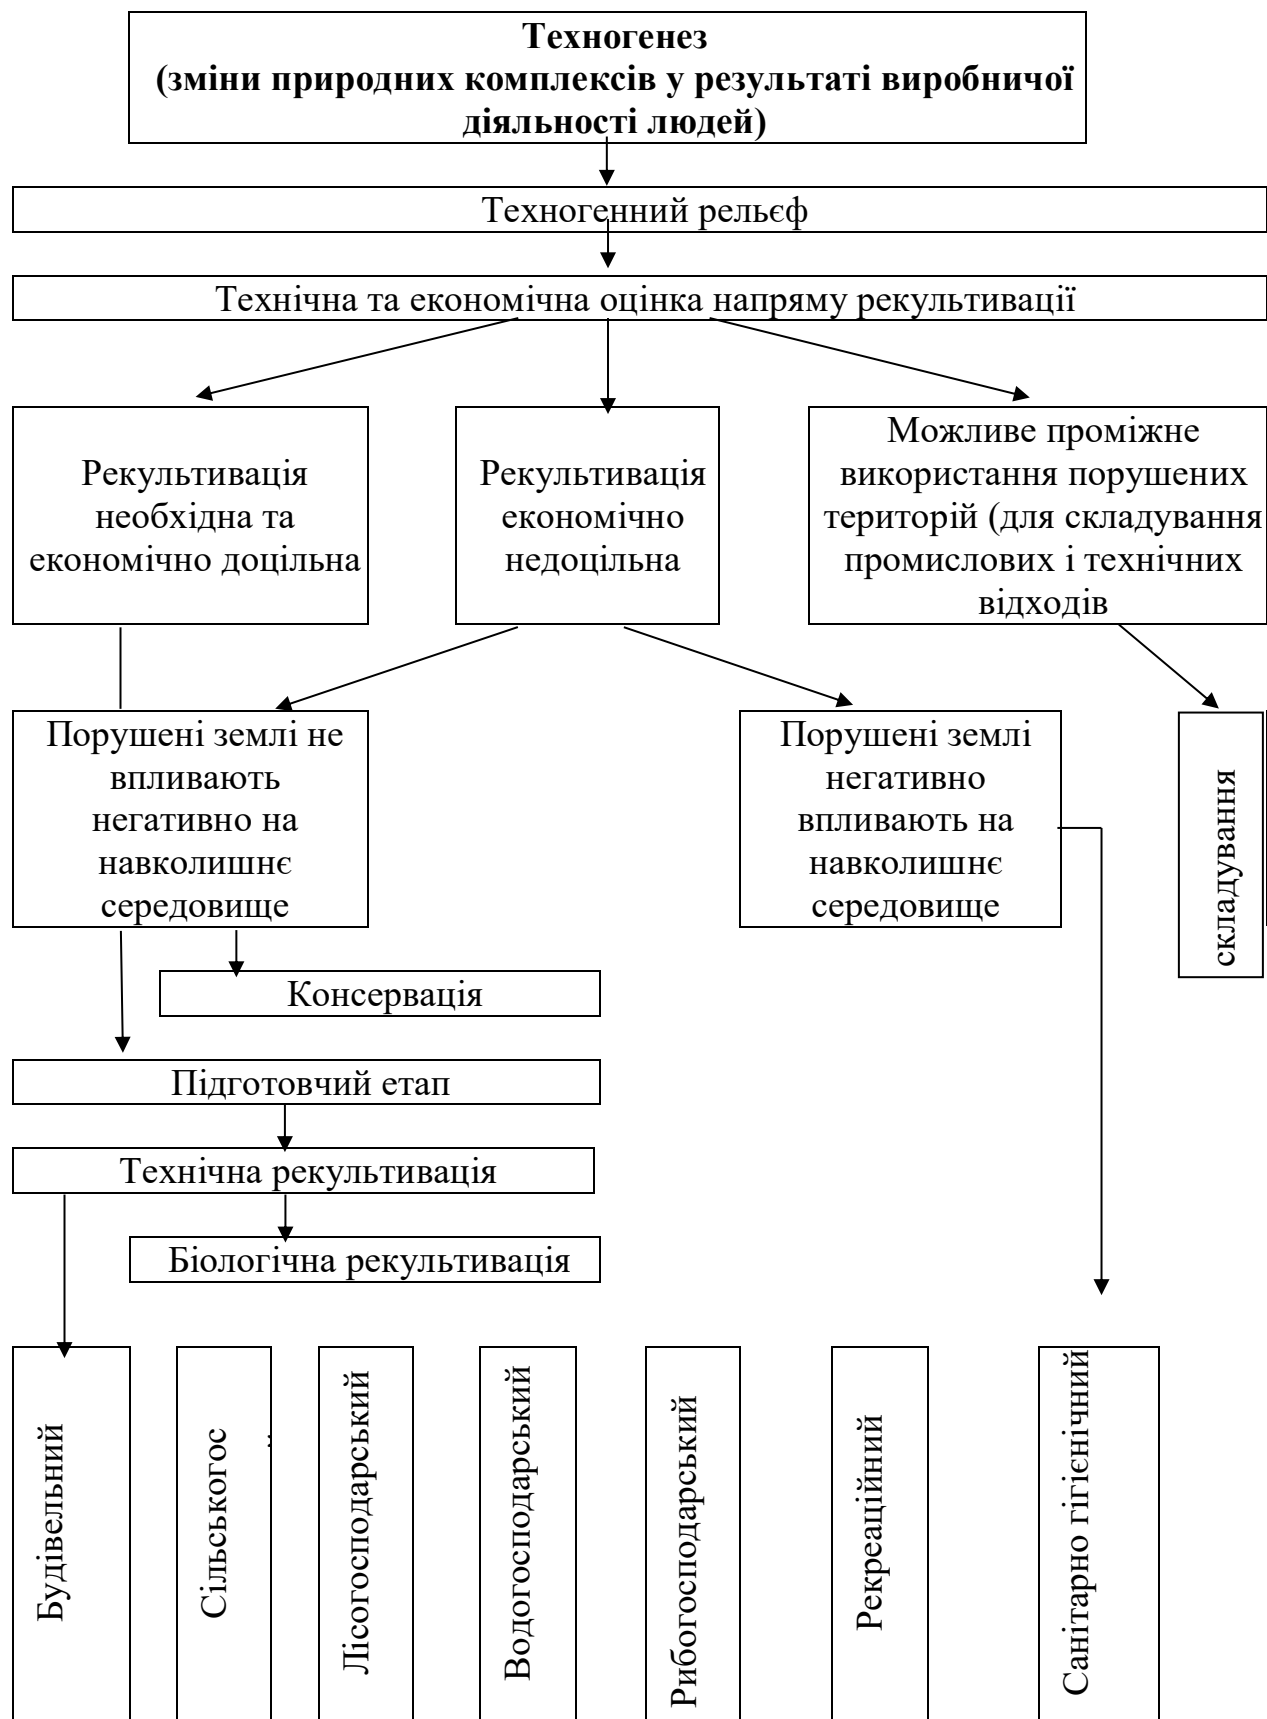 Техногенез
(зміни природних комплексів у результаті виробничої
діяльності людей)
Техногенний рельєф
Технічна та економічна оцінка напряму рекультивації
Рекультивація
необхідна та
економічно доцільна
Рекультивація
економічно
недоцільна
Можливе проміжне
використання порушених
територій (для складування
промислових і технічних
відходів
Порушені землі не
впливають
негативно на
навколишнє
середовище
Порушені землі
негативно
впливають на
навколишнє
середовище
складування
Консервація
Підготовчий етап
Технічна рекультивація
Біологічна рекультивація
Будівельний
Сільськогос
Лісогосподарський
Водогосподарський
Рибогосподарський
Рекреаційний
Санітарно гігієнічний